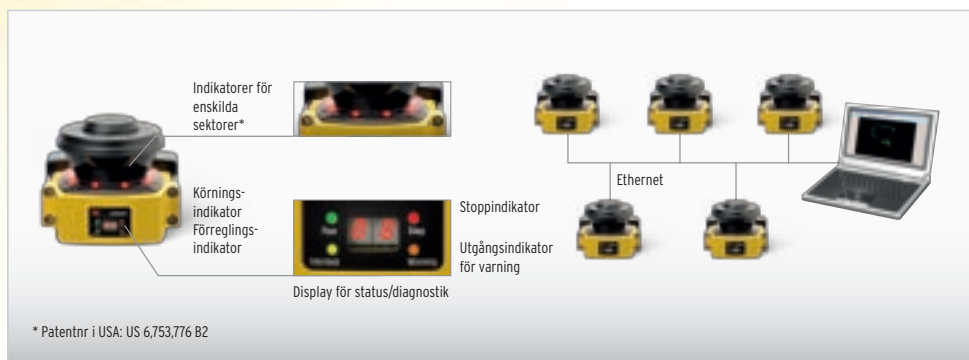 Indikatorer för
enskilda
sektorer*
Körnings-
indikator
Förreglings-
indikator
Stoppindikator
Utgångsindikator
för varning
Display för status/diagnostik
Ethernet
* Patentnr i USA: US 6,753,776 B2